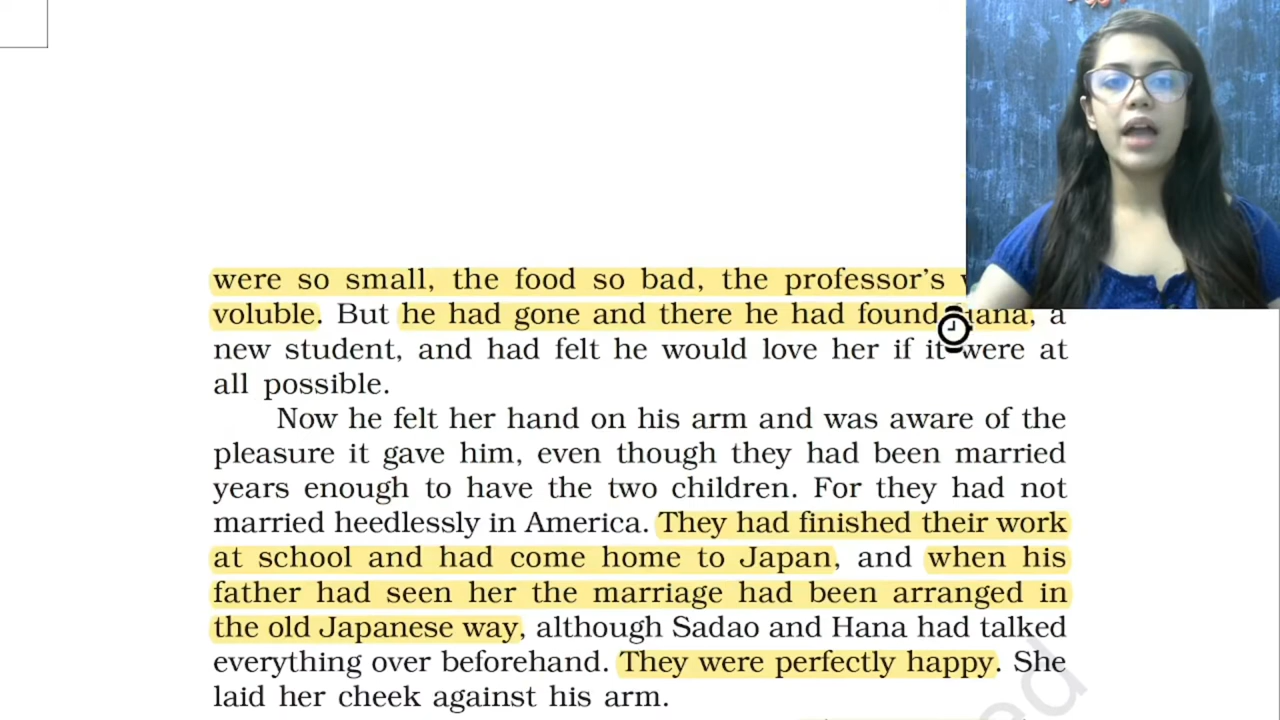 were so small, the food so bad, the professor's
voluble. But he had gone and there he had found Hana, a
new student, and had felt he would love her if it were at
all possible.
Now he felt her hand on his arm and was aware of the
pleasure it gave him, even though they had been married
years enough to have the two children. For they had not
married heedlessly in America. They had finished their work
at school and had come home to Japan, and when his
father had seen her the marriage had been arranged in
the old Japanese way, although Sadao and Hana had talked
everything over beforehand. They were perfectly happy. She
laid her cheek against his arm.
ed